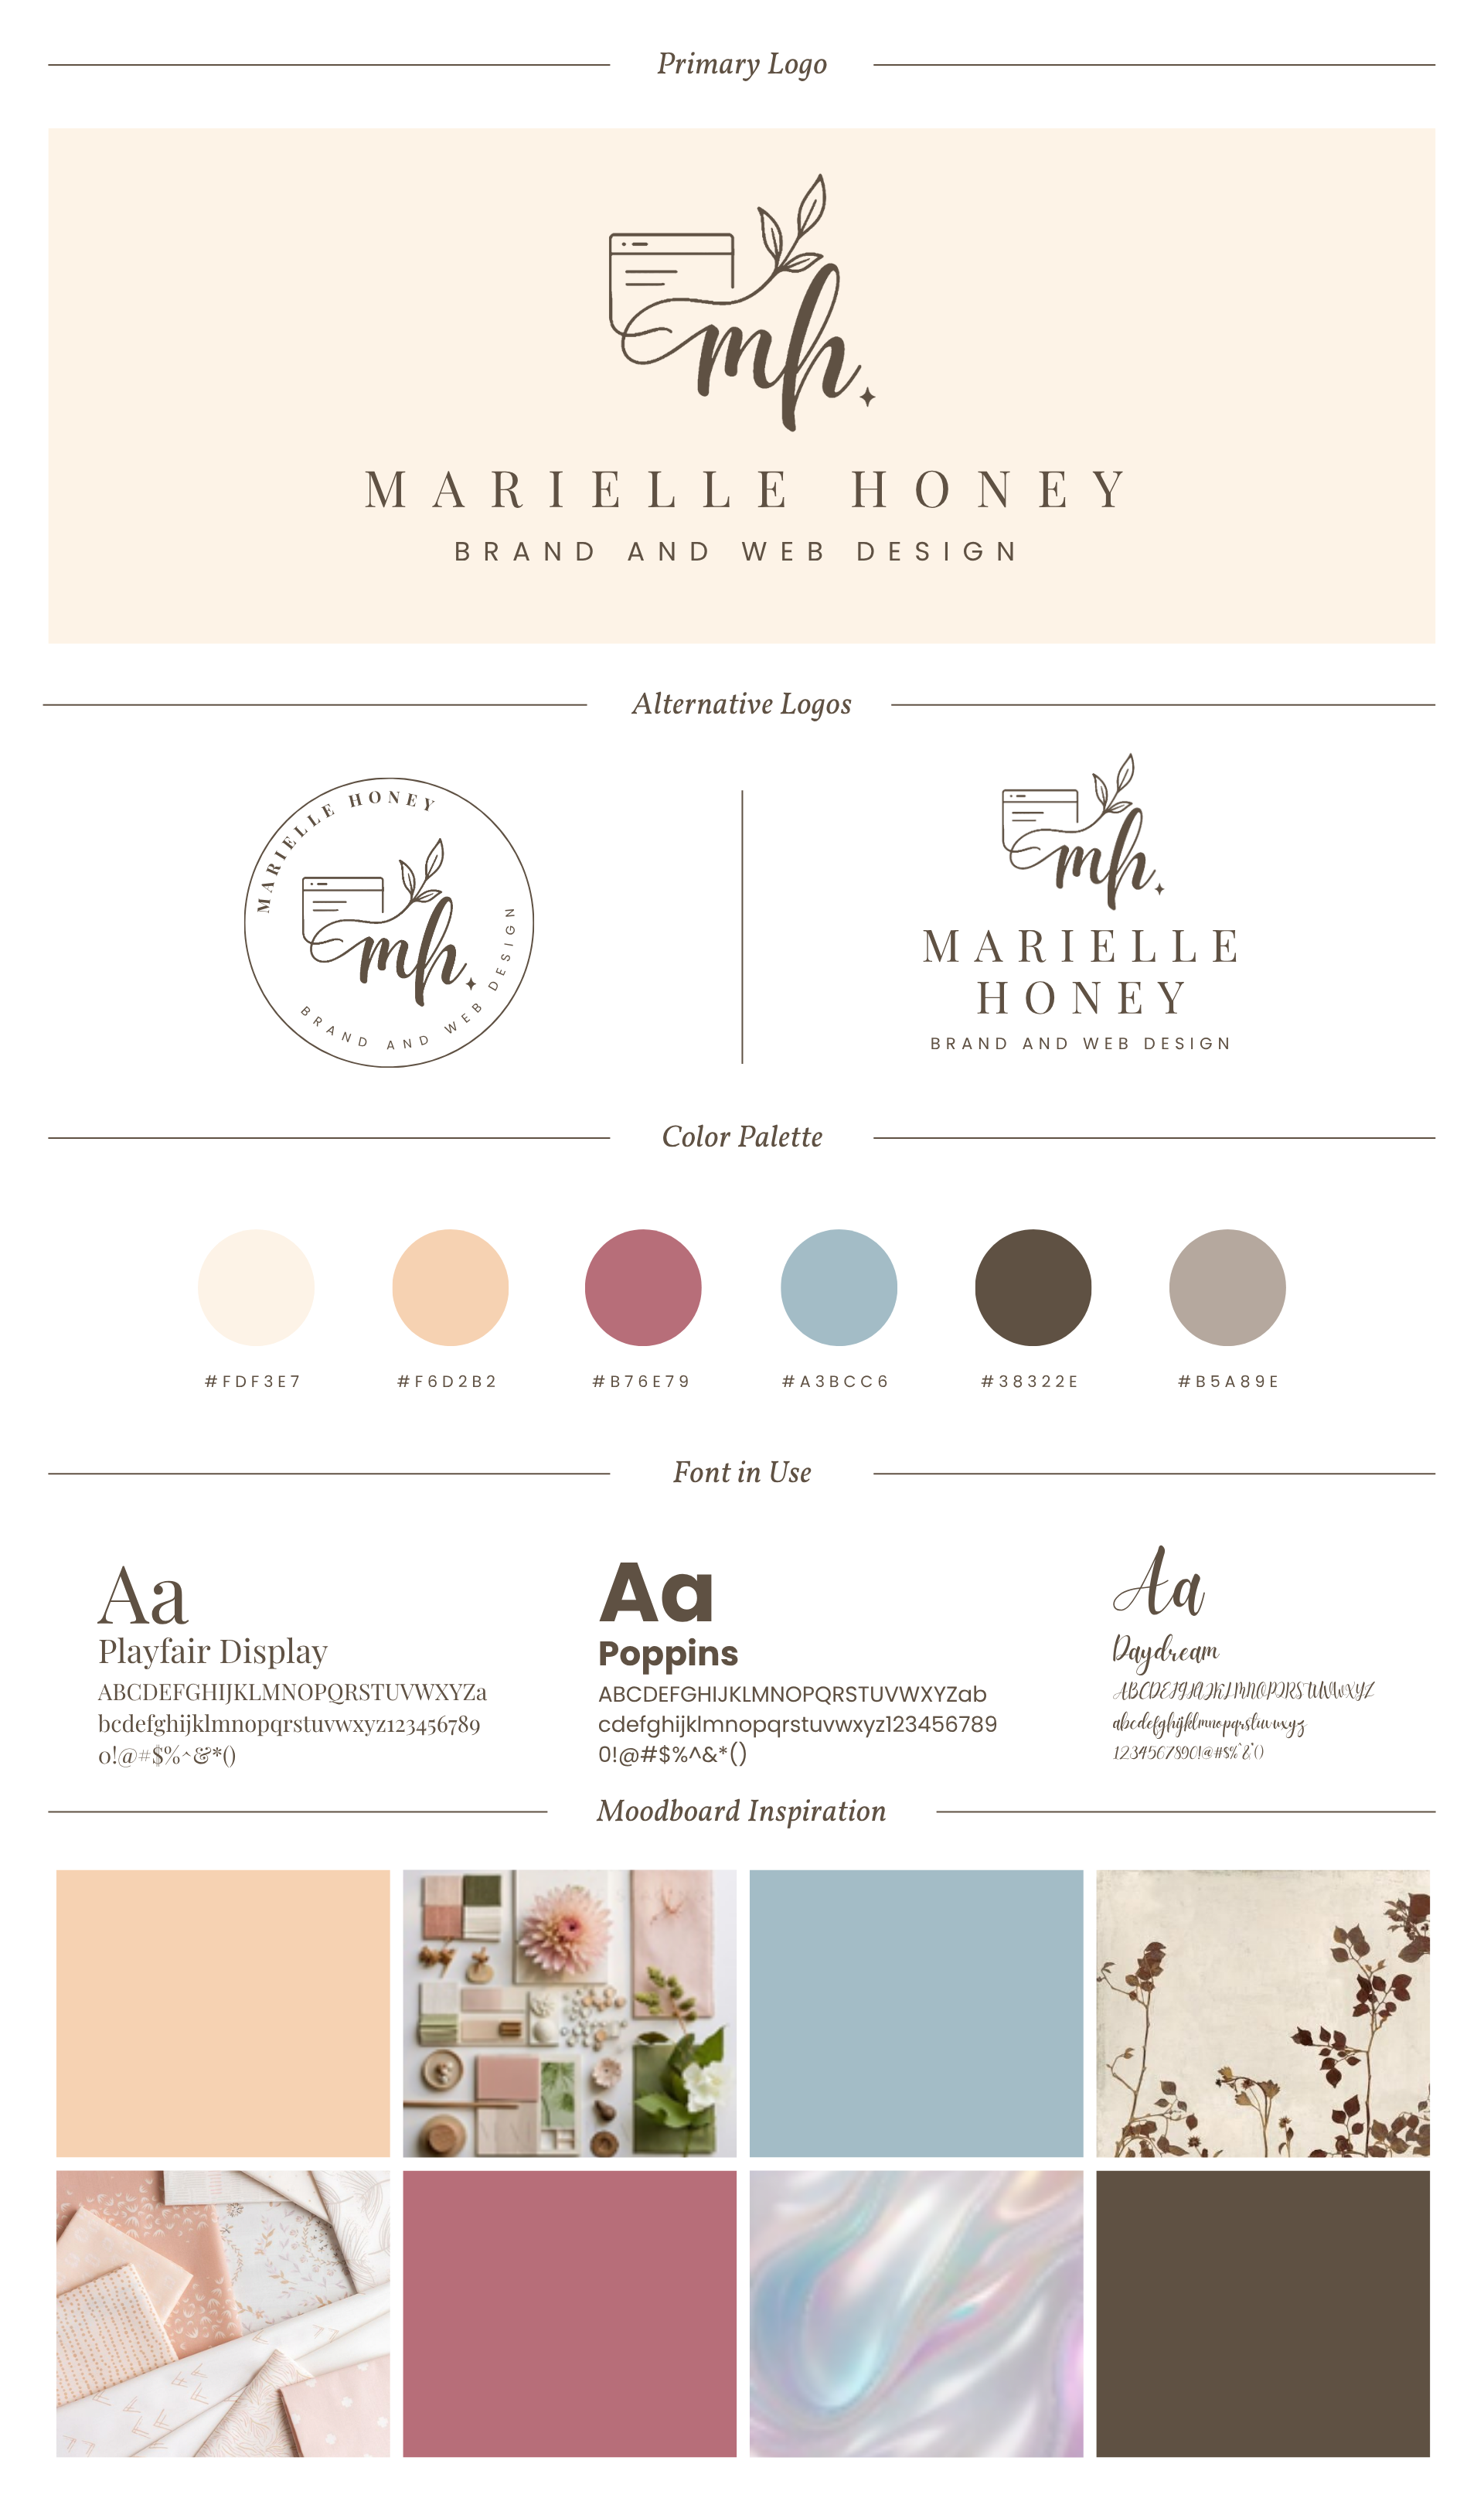 Primary Logo
mh.
MARIELLE HONEY
BRAND AND WEB DESIGN
Alternative Logos
MARIELLE HONEY
mh.
BRAND AND WEB DESIGN
mh.
MARIELLE
HONEY
BRAND AND WEB DESIGN
Color Palette
#FDF3E7
#F6D2B2
#B76E79
#A3BCC6
#38322E
#B5A89E
Font in Use
Aa
Playfair Display
ABCDEFGHIJKLMNOPQRSTUVWXYZa
bcdefghijklmnopqrstuvwxyz123456789
0!@#$%^&*()
Aa
Poppins
ABCDEFGHIJKLMNOPQRSTUVWXYZab
cdefghijklmnopqrstuvwxyz123456789
0!@#$%^&*()
Aa
Daydream
ABCDEFGHIJKLMNOPQRSTUVWXYZ
abcdefghijklmnopqrstuvwxyz
1234567890!@#$%^&*()
Moodboard Inspiration